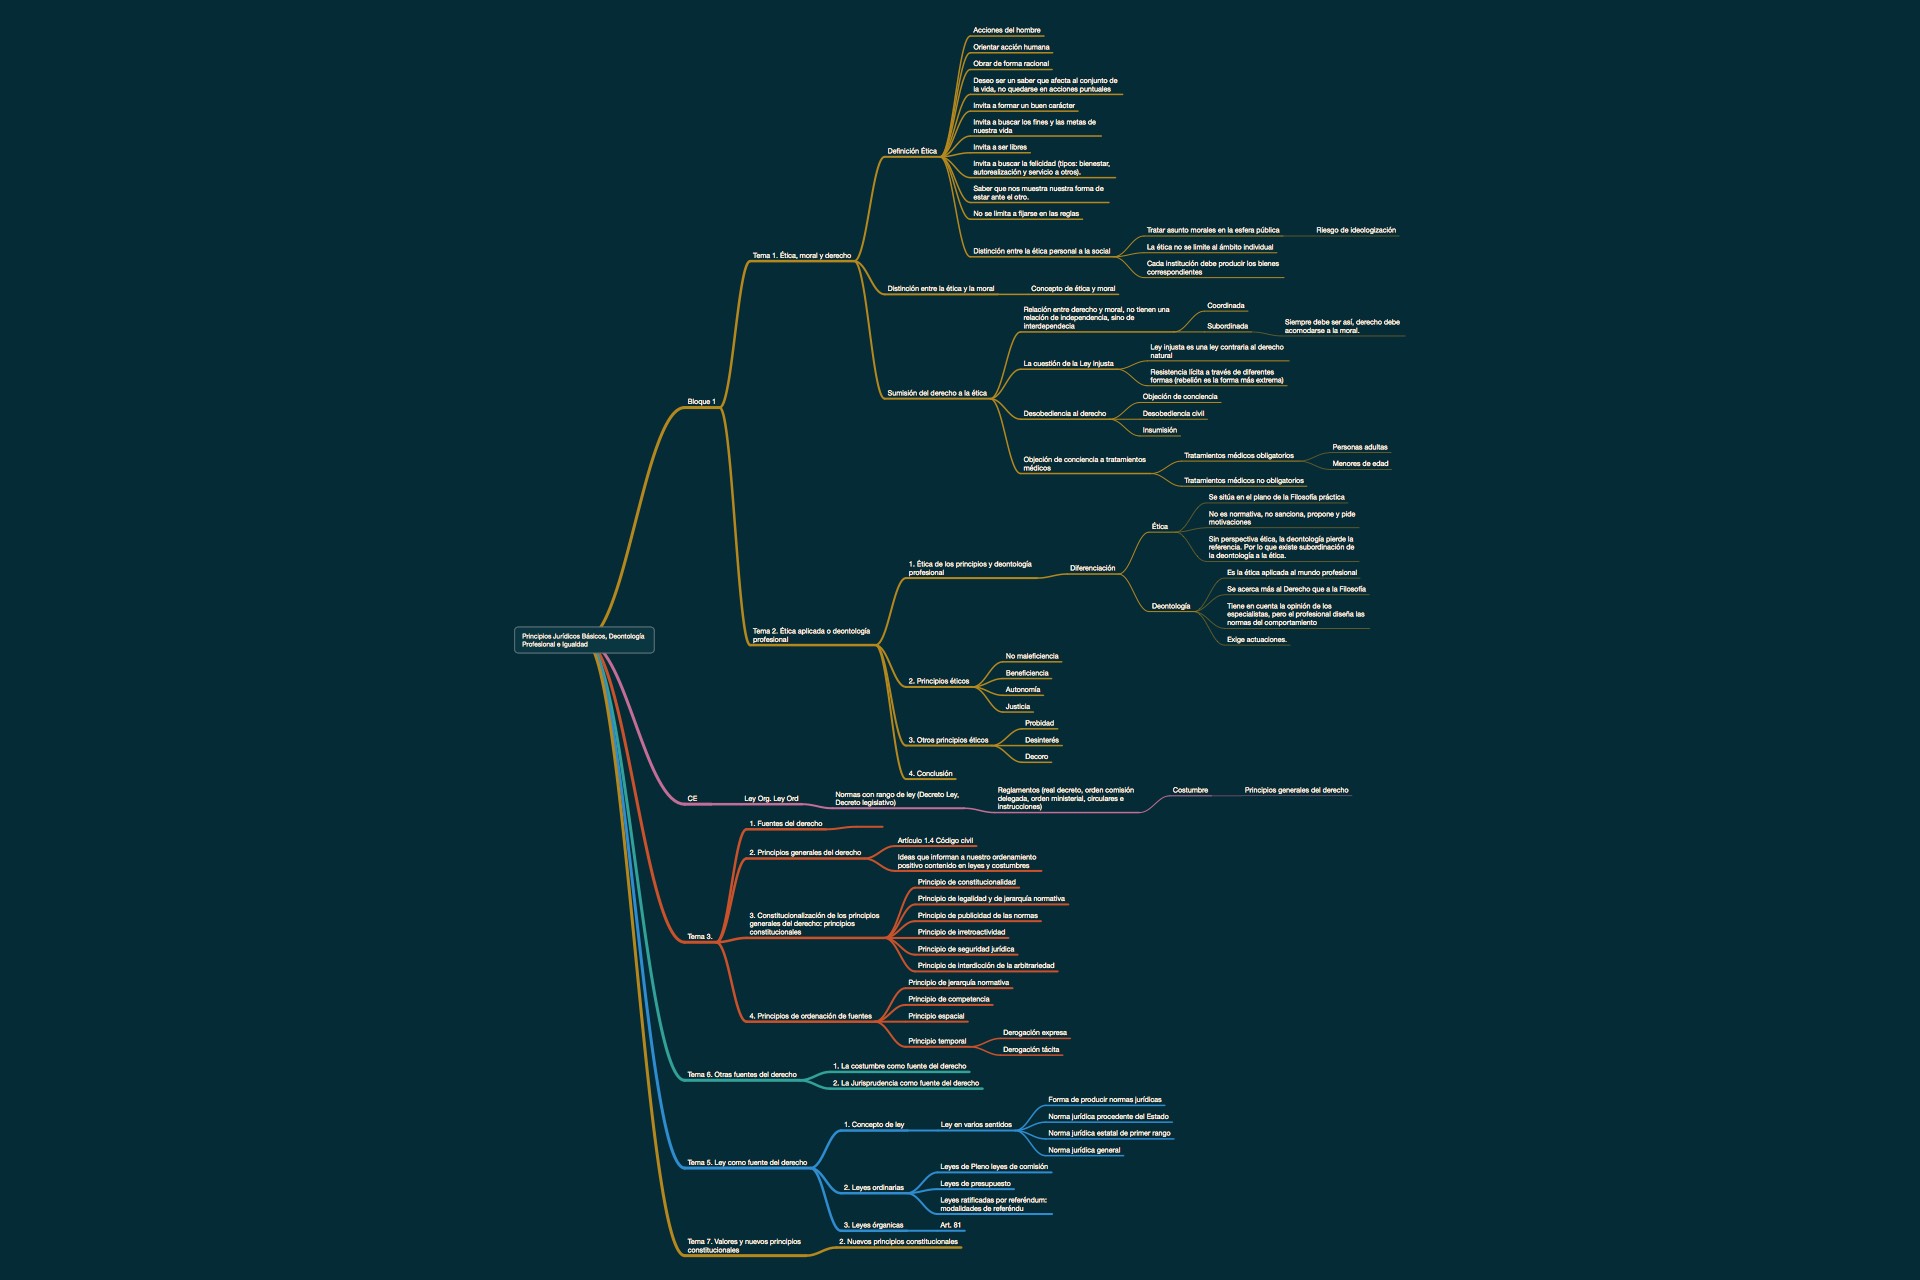 Acciones del hombre
Orientar acción humana
Obrar de forma racional
Deseo ser un saber que afecta al conjunto de
la vida, no quedarse en acciones puntuales
Invita a formar un buen carácter
Invita a buscar los fines y las metas de
nuestra vida
Definición Ética
Invita a ser libres
Invita a buscar la felicidad (tipos: bienestar,
autorealización y servicio a otros).
Saber que nos muestra nuestra forma de
estar ante el otro.
No se limita a fijarse en las reglas
Distinción entre la ética personal a la social
Tratar asunto morales en la esfera pública
Riesgo de ideologización
La ética no se limite al ámbito individual
Cada institución debe producir los bienes
correspondientes
Tema 1. Ética, moral y derecho
Distinción entre la ética y la moral
Concepto de ética y moral
Relación entre derecho y moral, no tienen una
relación de independencia, sino de
interdependecia
Coordinada
Subordinada
Siempre debe ser así, derecho debe
acomodarse a la moral.
La cuestión de la Ley injusta
Ley injusta es una ley contraria al derecho
natural
Resistencia lícita a través de diferentes
formas (rebelión es la forma más extrema)
Sumisión del derecho a la ética
Bloque 1
Desobediencia al derecho
Objeción de conciencia
Desobediencia civil
Insumisión
Objeción de conciencia a tratamientos
médicos
Tratamientos médicos obligatorios
Personas adultas
Menores de edad
Tratamientos médicos no obligatorios
Ética
Se sitúa en el plano de la Filosofía práctica
No es normativa, no sanciona, propone y pide
motivaciones
Sin perspectiva ética, la deontología pierde la
referencia. Por lo que existe subordinación de
la deontología a la ética.
1. Ética de los principios y deontología
profesional
Diferenciación
Deontología
Es la ética aplicada al mundo profesional
Se acerca más al Derecho que a la Filosofía
Tiene en cuenta la opinión de los
especialistas, pero el profesional diseña las
normas del comportamiento
Exige actuaciones.
Tema 2. Ética aplicada o deontología
profesional
Principios Jurídicos Básicos, Deontología
Profesional e Igualdad
2. Principios éticos
No maleficiencia
Beneficiencia
Autonomía
Justicia
3. Otros principios éticos
Probidad
Desinterés
Decoro
4. Conclusión
CE
Ley Org. Ley Ord
Normas con rango de ley (Decreto Ley,
Decreto legislativo)
Reglamentos (real decreto, orden comisión
delegada, orden ministerial, circulares e
instrucciones)
Costumbre
Principios generales del derecho
1. Fuentes del derecho
2. Principios generales del derecho
Artículo 1.4 Código civil
Ideas que informan a nuestro ordenamiento
positivo contenido en leyes y costumbres
3. Constitucionalización de los principios
generales del derecho: principios
constitucionales
Principio de constitucionalidad
Principio de legalidad y de jerarquía normativa
Principio de publicidad de las normas
Principio de irretroactividad
Principio de seguridad jurídica
Principio de interdicción de la arbitrariedad
Tema 3.
4. Principios de ordenación de fuentes
Principio de jerarquía normativa
Principio de competencia
Principio espacial
Principio temporal
Derogación expresa
Derogación tácita
Tema 6. Otras fuentes del derecho
1. La costumbre como fuente del derecho
2. La Jurisprudencia como fuente del derecho
1. Concepto de ley
Ley en varios sentidos
Forma de producir normas jurídicas
Norma jurídica procedente del Estado
Norma jurídica estatal de primer rango
Norma jurídica general
Tema 5. Ley como fuente del derecho
2. Leyes ordinarias
Leyes de Pleno leyes de comisión
Leyes de presupuesto
Leyes ratificadas por referéndum:
modalidades de referéndu
3. Leyes órganicas
Art. 81
Tema 7. Valores y nuevos principios
constitucionales
2. Nuevos principios constitucionales